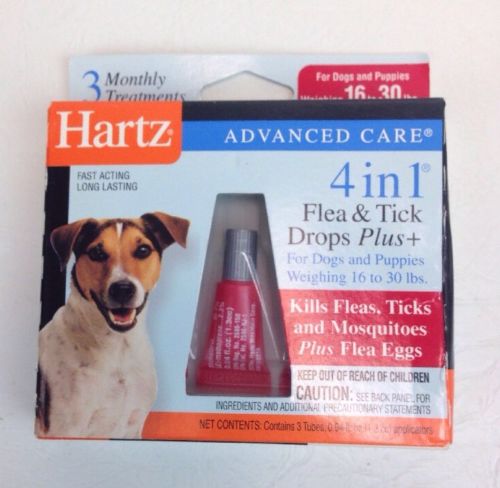 3 Monthly
Treatments
For Dogs and Puppies
Weighing 16 to 30 lbs.
Hartz®
ADVANCED CARE®
FAST ACTING
LONG LASTING
4 in 1®
Flea & Tick
Drops Plus+
For Dogs and Puppies
Weighing 16 to 30 lbs.
Kills Fleas, Ticks
and Mosquitoes
Plus Flea Eggs
KEEP OUT OF REACH OF CHILDREN
CAUTION: SEE BACK PANEL FOR
INGREDIENTS AND ADDITIONAL PRECAUTIONARY STATEMENTS
NET CONTENTS: Contains 3 Tubes, applicators